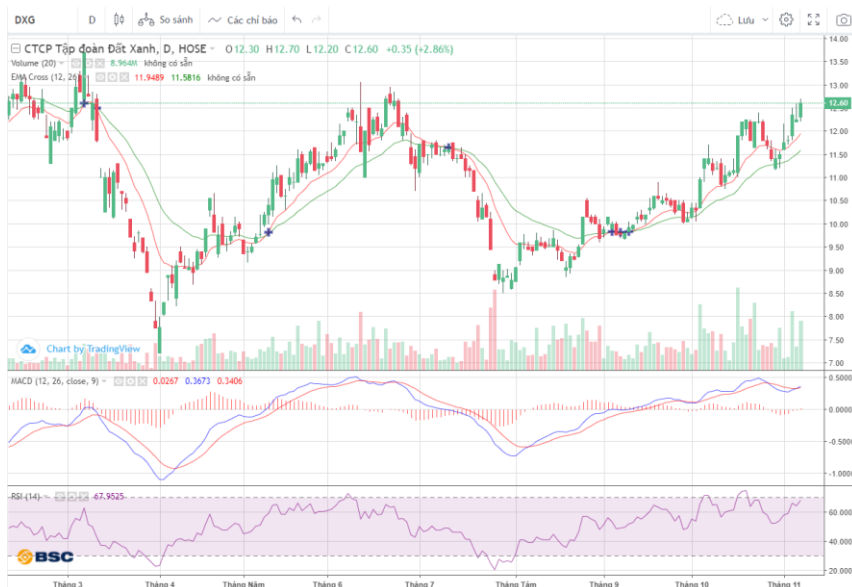 DXG D So sánh Các chỉ báo Lưu
CTCP Tập đoàn Đất Xanh, D, HOSE O12.30 H12.70 L12.20 C12.60 +0.35 (+2.86%)
Volume (20) 8.964M không có sẵn
EMA Cross (12, 26) 11.9489 11.5816 không có sẵn
14.00
13.50
13.00
12.60
12.00
11.50
11.00
10.50
10.00
9.50
9.00
8.50
8.00
7.50
7.00
Chart by TradingView
MACD (12, 26, close, 9) 0.0267 0.3673 0.3406
0.5000
0.0000
-0.5000
-1.0000
RSI (14) 67.9525
60.0000
40.0000
20.0000
BSC
Tháng 3 Tháng 4 Tháng Năm Tháng 6 Tháng 7 Tháng Tám Tháng 9 Tháng 10 Tháng 11